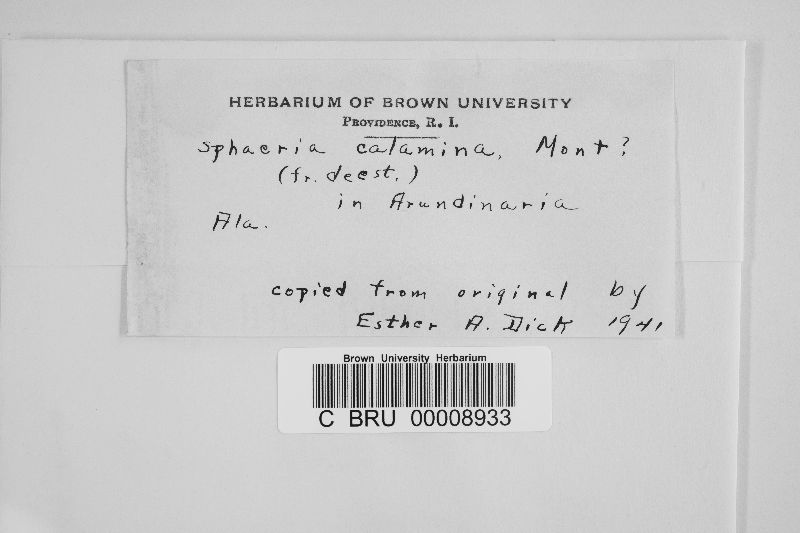 HERBARIUM OF BROWN UNIVERSITY
PROVIDENCE, R. I.
Sphaeria catamina, Mont?
(fr. deest.)
in Arundinaria
Ala.
copied from original by
Esther A. Dick 1941
Brown University Herbarium
C BRU 00008933